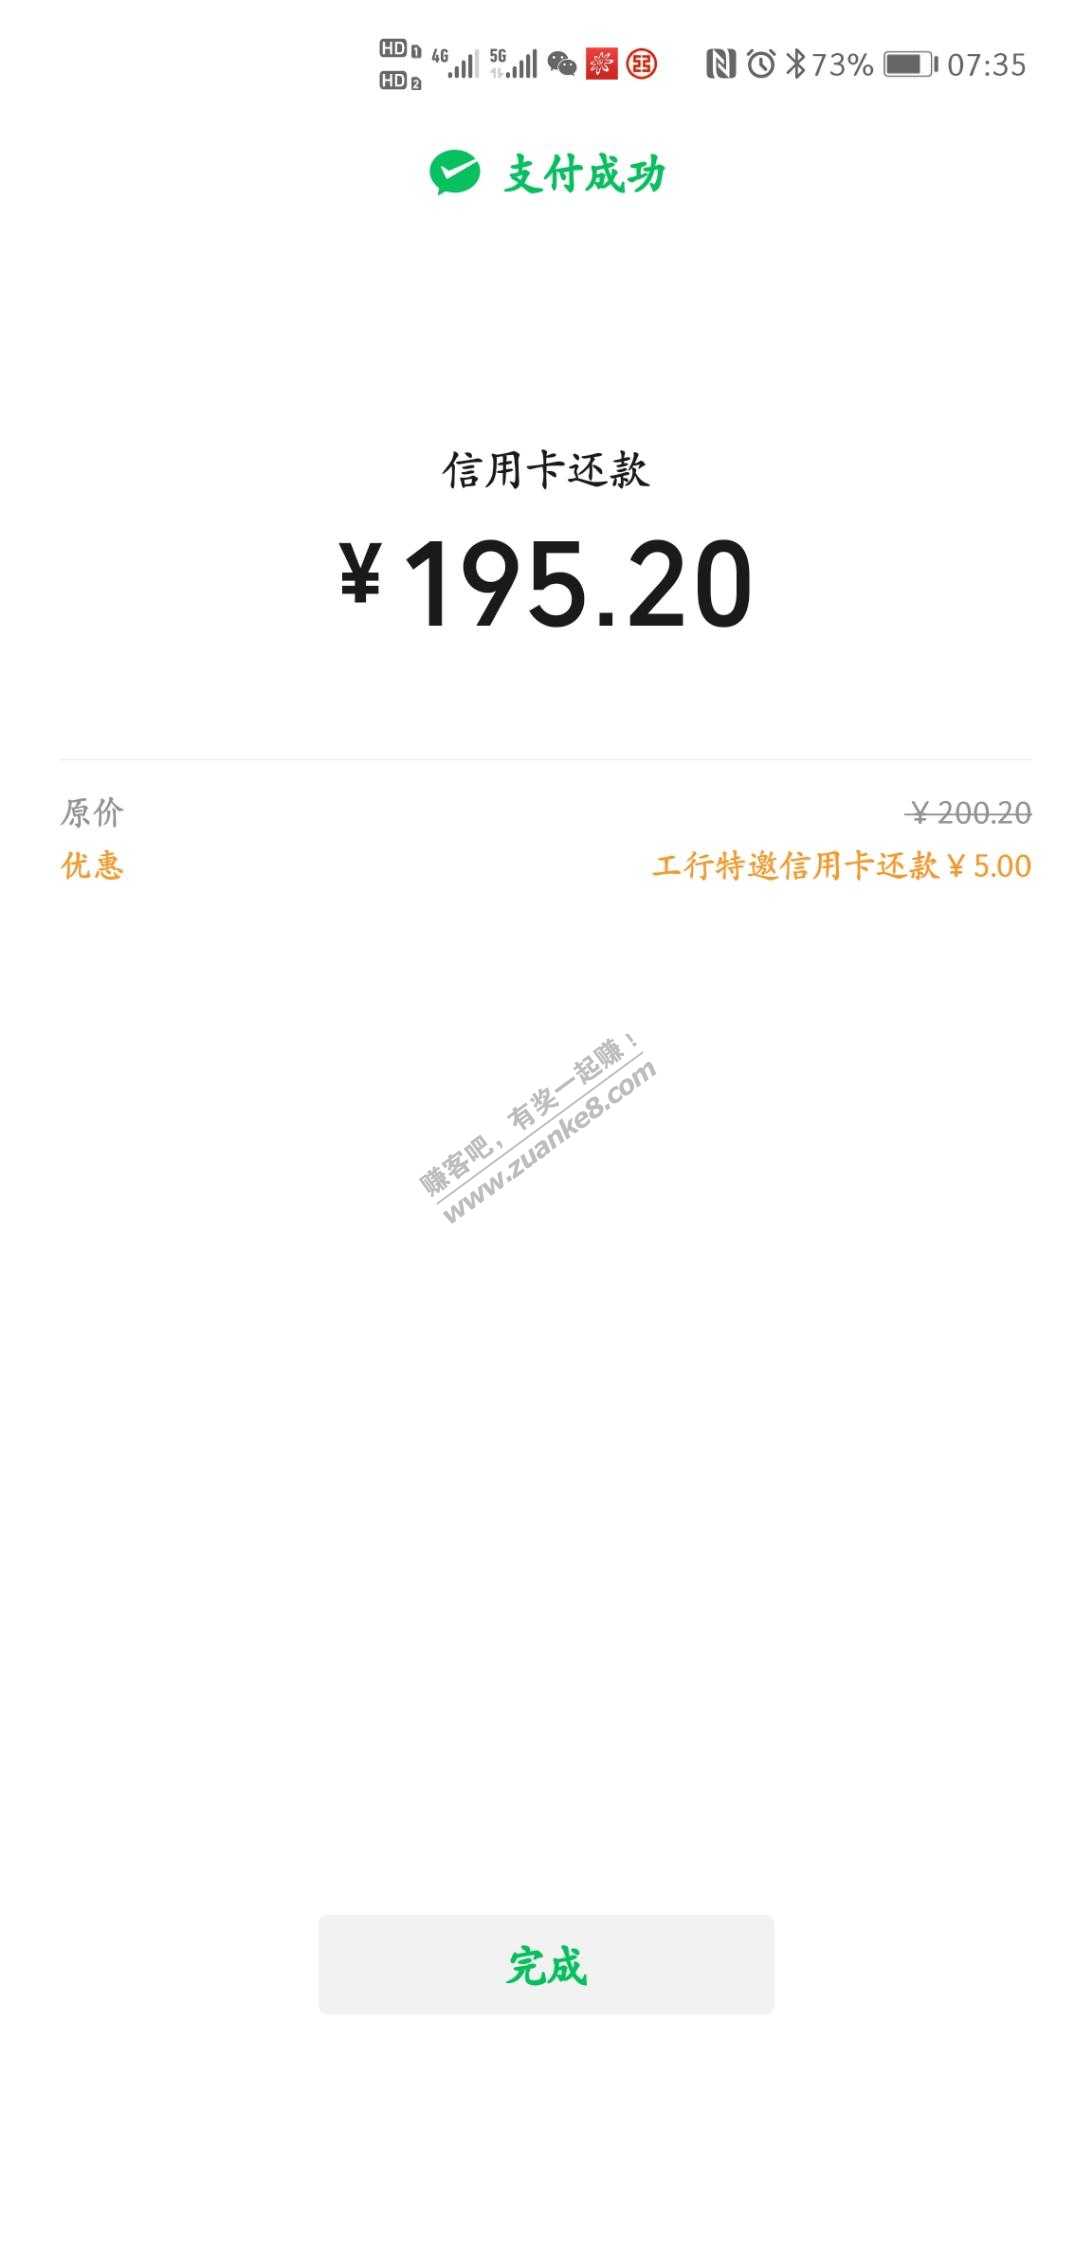 HD 1 4G 5G 73% 07:35
HD 2
支付成功
信用卡还款
¥195.20
原价 ¥200.20
优惠 工行特邀信用卡还款¥5.00
赚客吧，有奖一起赚！
www.zuanke8.com
完成